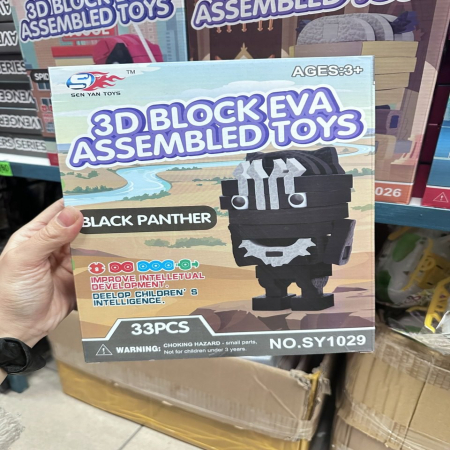 3D BLOCK EVA
ASSEMBLED TOYS
SEN YAN TOYS
TM
AGES:3+
3D BLOCK EVA
ASSEMBLED TOYS
BLACK PANTHER
IMPROVE INTELLETUAL
DEVELOPMENT.
DEELOP CHILDREN'S
INTELLIGENCE.
33PCS
WARNING: CHOKING HAZARD - small parts.
Not for children under 3 years.
NO.SY1029